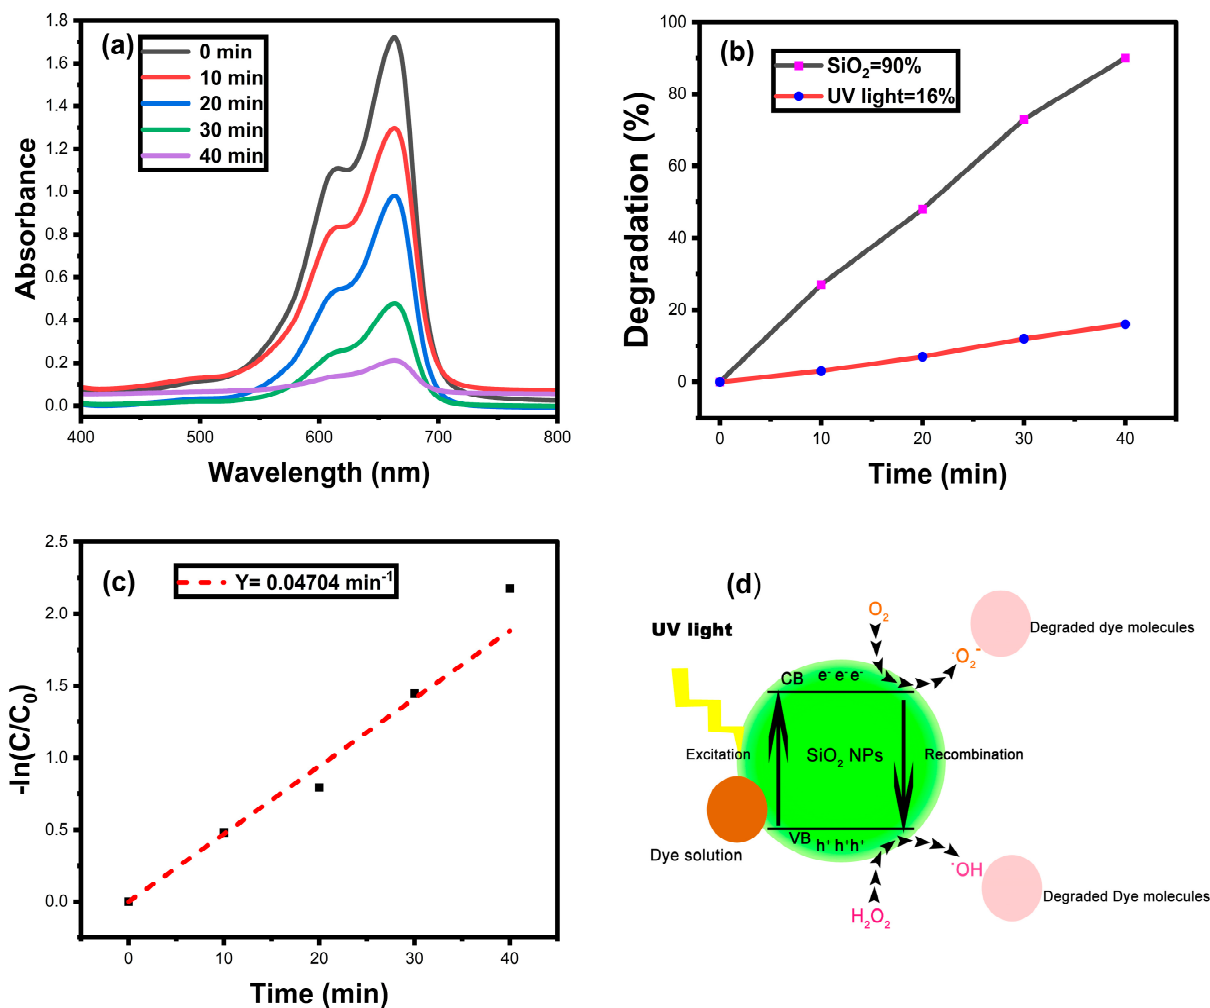 (a)
0 min
10 min
20 min
30 min
40 min
1.8
1.6
1.4
1.2
1.0
0.8
0.6
0.4
0.2
0.0
Absorbance
400
500
600
700
800
Wavelength (nm)
(b)
SiO₂=90%
UV light=16%
100
80
60
40
20
0
Degradation (%)
0
10
20
30
40
Time (min)
(c)
Y= 0.04704 min⁻¹
2.5
2.0
1.5
1.0
0.5
0.0
-ln(C/C₀)
0
10
20
30
40
Time (min)
(d)
UV light
O₂
·O₂⁻
Degraded dye molecules
CB e⁻ e⁻ e⁻
Excitation
SiO₂ NPs
Recombination
Dye solution
VB h⁺ h⁺ h⁺
·OH
Degraded Dye molecules
H₂O₂